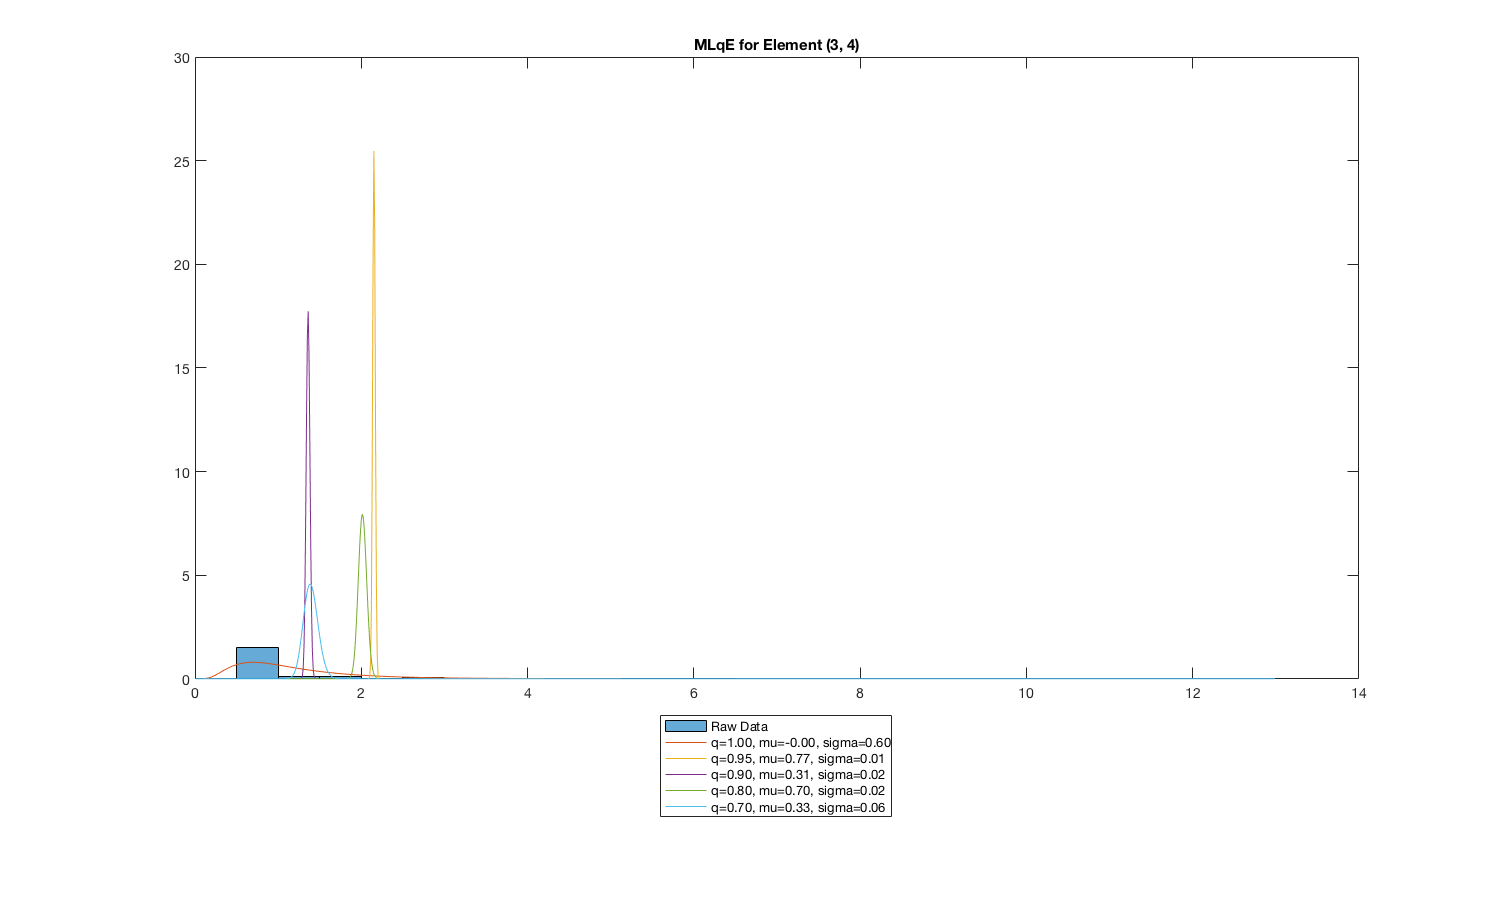 MLqE for Element (3, 4)
30
25
20
15
10
5
0
0 2 4 6 8 10 12 14
Raw Data
q=1.00, mu=-0.00, sigma=0.60
q=0.95, mu=0.77, sigma=0.01
q=0.90, mu=0.31, sigma=0.02
q=0.80, mu=0.70, sigma=0.02
q=0.70, mu=0.33, sigma=0.06